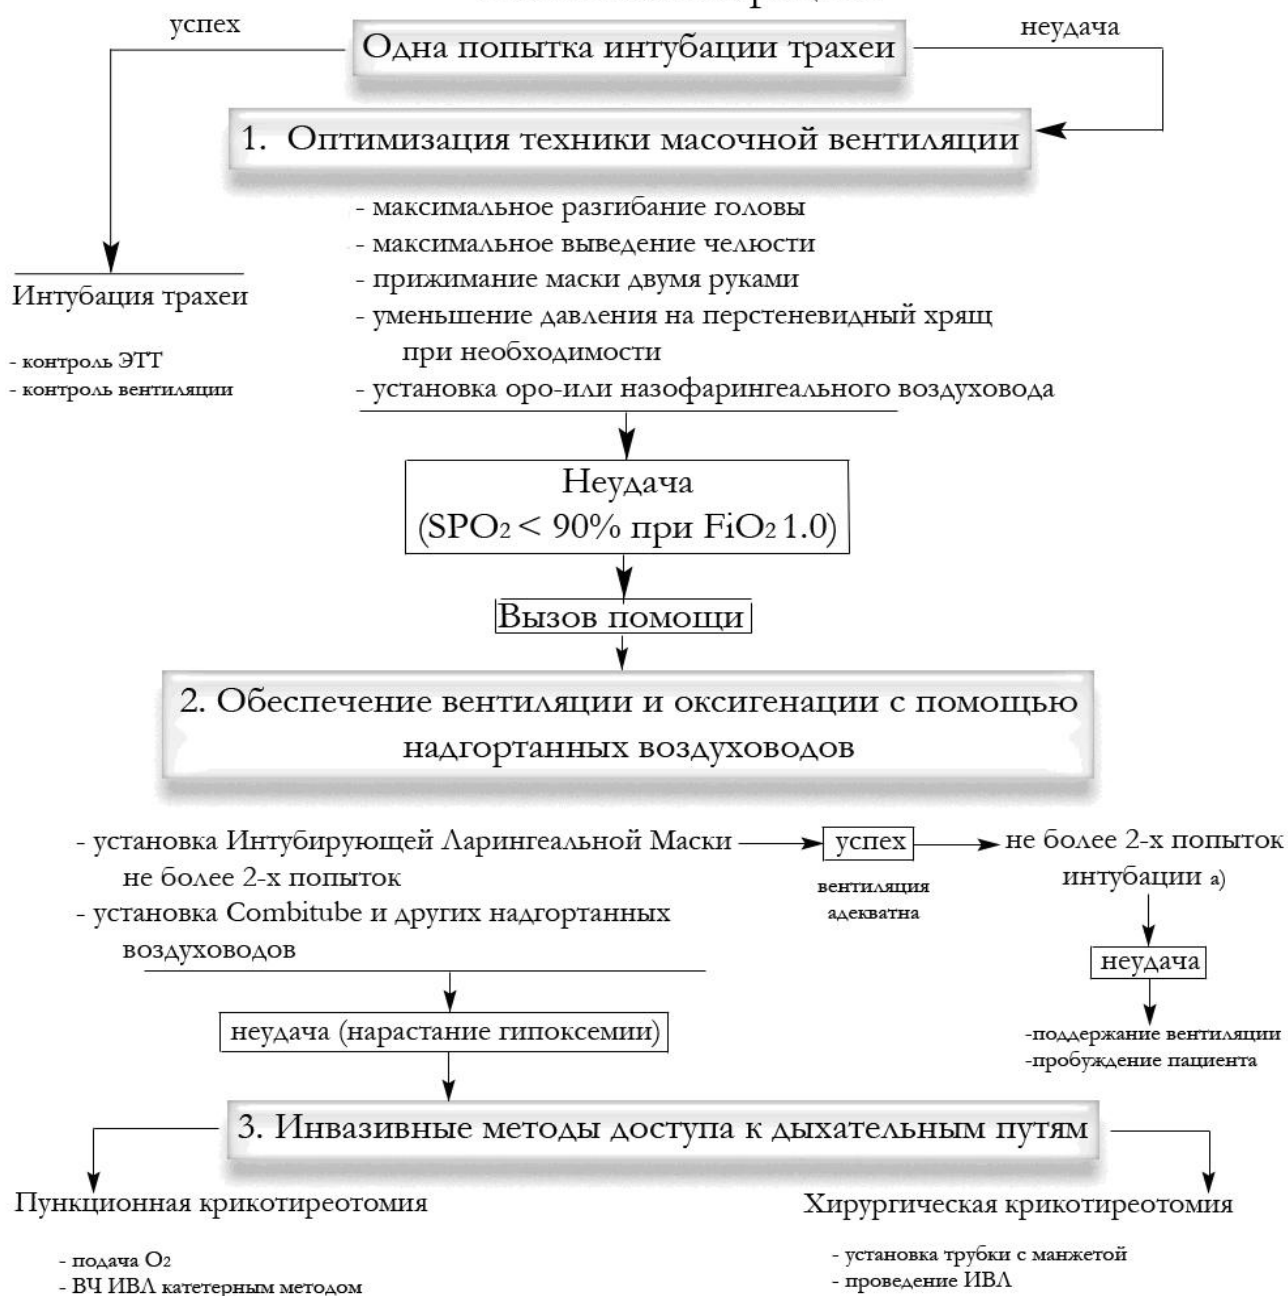 успех
неудача
Одна попытка интубации трахеи
1. Оптимизация техники масочной вентиляции
- максимальное разгибание головы
- максимальное выведение челюсти
- прижимание маски двумя руками
- уменьшение давления на перстеневидный хрящ
при необходимости
- установка оро-или назофарингеального воздуховода
Интубация трахеи
- контроль ЭТТ
- контроль вентиляции
Неудача
(SPO2 < 90% при FiO2 1.0)
Вызов помощи
2. Обеспечение вентиляции и оксигенации с помощью
надгортанных воздуховодов
- установка Интубирующей Ларингеальной Маски
не более 2-х попыток
- установка Combitube и других надгортанных
воздуховодов
успех
вентиляция
адекватна
не более 2-х попыток
интубации а)
неудача
-поддержание вентиляции
-пробуждение пациента
неудача (нарастание гипоксемии)
3. Инвазивные методы доступа к дыхательным путям
Пункционная крикотиреотомия
- подача O2
- ВЧ ИВЛ катетерным методом
Хирургическая крикотиреотомия
- установка трубки с манжетой
- проведение ИВЛ